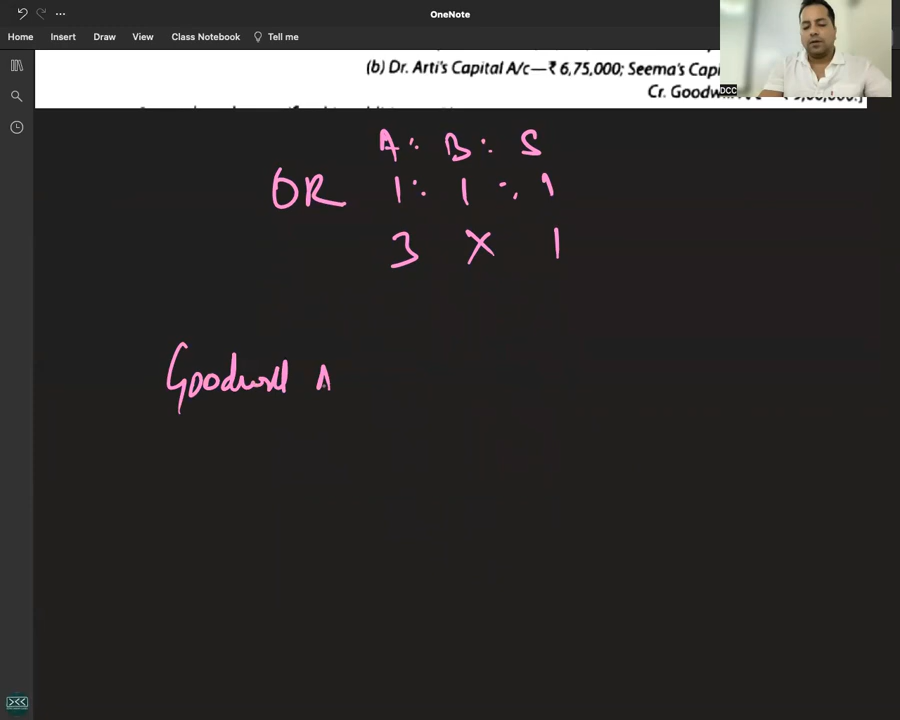 OneNote
Home Insert Draw View Class Notebook Tell me
(b) Dr. Arti's Capital A/c—₹ 6,75,000; Seema's Capi
Cr. Goodw
DCC
A : B : S
OR 1 : 1 : 1
3 X 1
Goodwill A